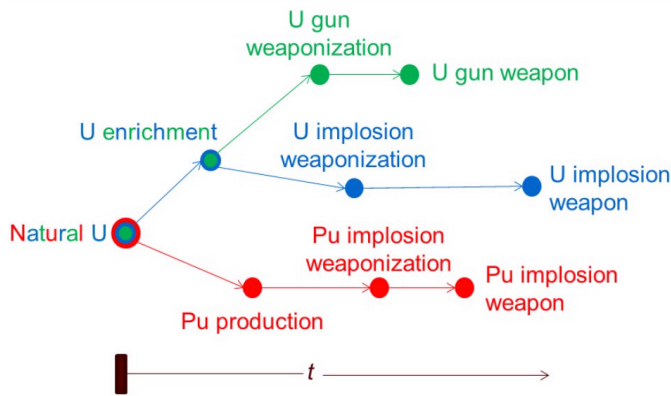 U gun
weaponization
U gun weapon
U enrichment
U implosion
weaponization
U implosion
weapon
Natural U
Pu implosion
weaponization
Pu implosion
weapon
Pu production
t